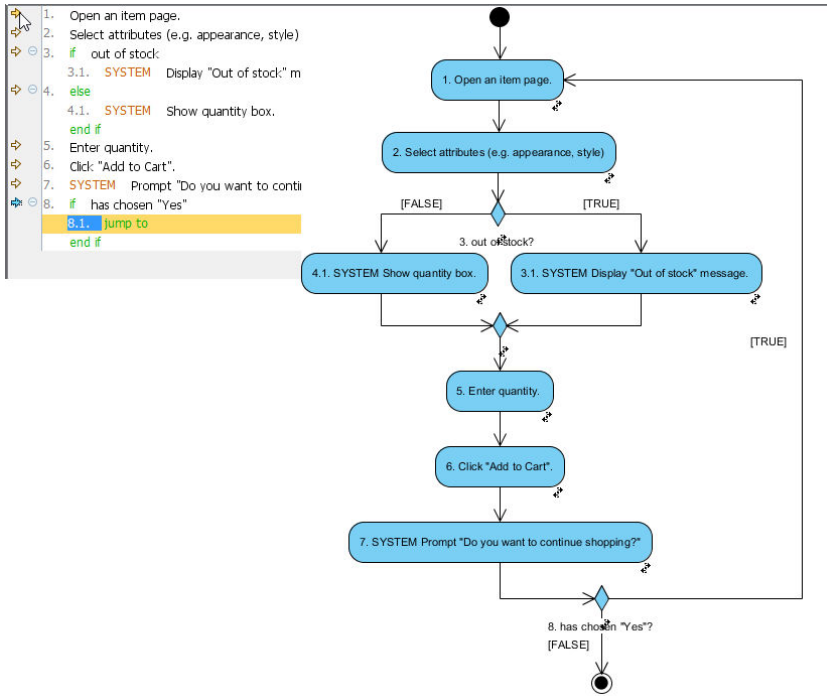 1. Open an item page.
2. Select attributes (e.g. appearance, style)
3. if out of stock
3.1. SYSTEM Display "Out of stock" m
4. else
4.1. SYSTEM Show quantity box.
end if
5. Enter quantity.
6. Click "Add to Cart".
7. SYSTEM Prompt "Do you want to conti
8. if has chosen "Yes"
8.1. jump to
end if
1. Open an item page.
2. Select attributes (e.g. appearance, style)
[FALSE]
[TRUE]
3. out of stock?
4.1. SYSTEM Show quantity box.
3.1. SYSTEM Display "Out of stock" message.
[TRUE]
5. Enter quantity.
6. Click "Add to Cart".
7. SYSTEM Prompt "Do you want to continue shopping?"
8. has chosen "Yes"?
[FALSE]